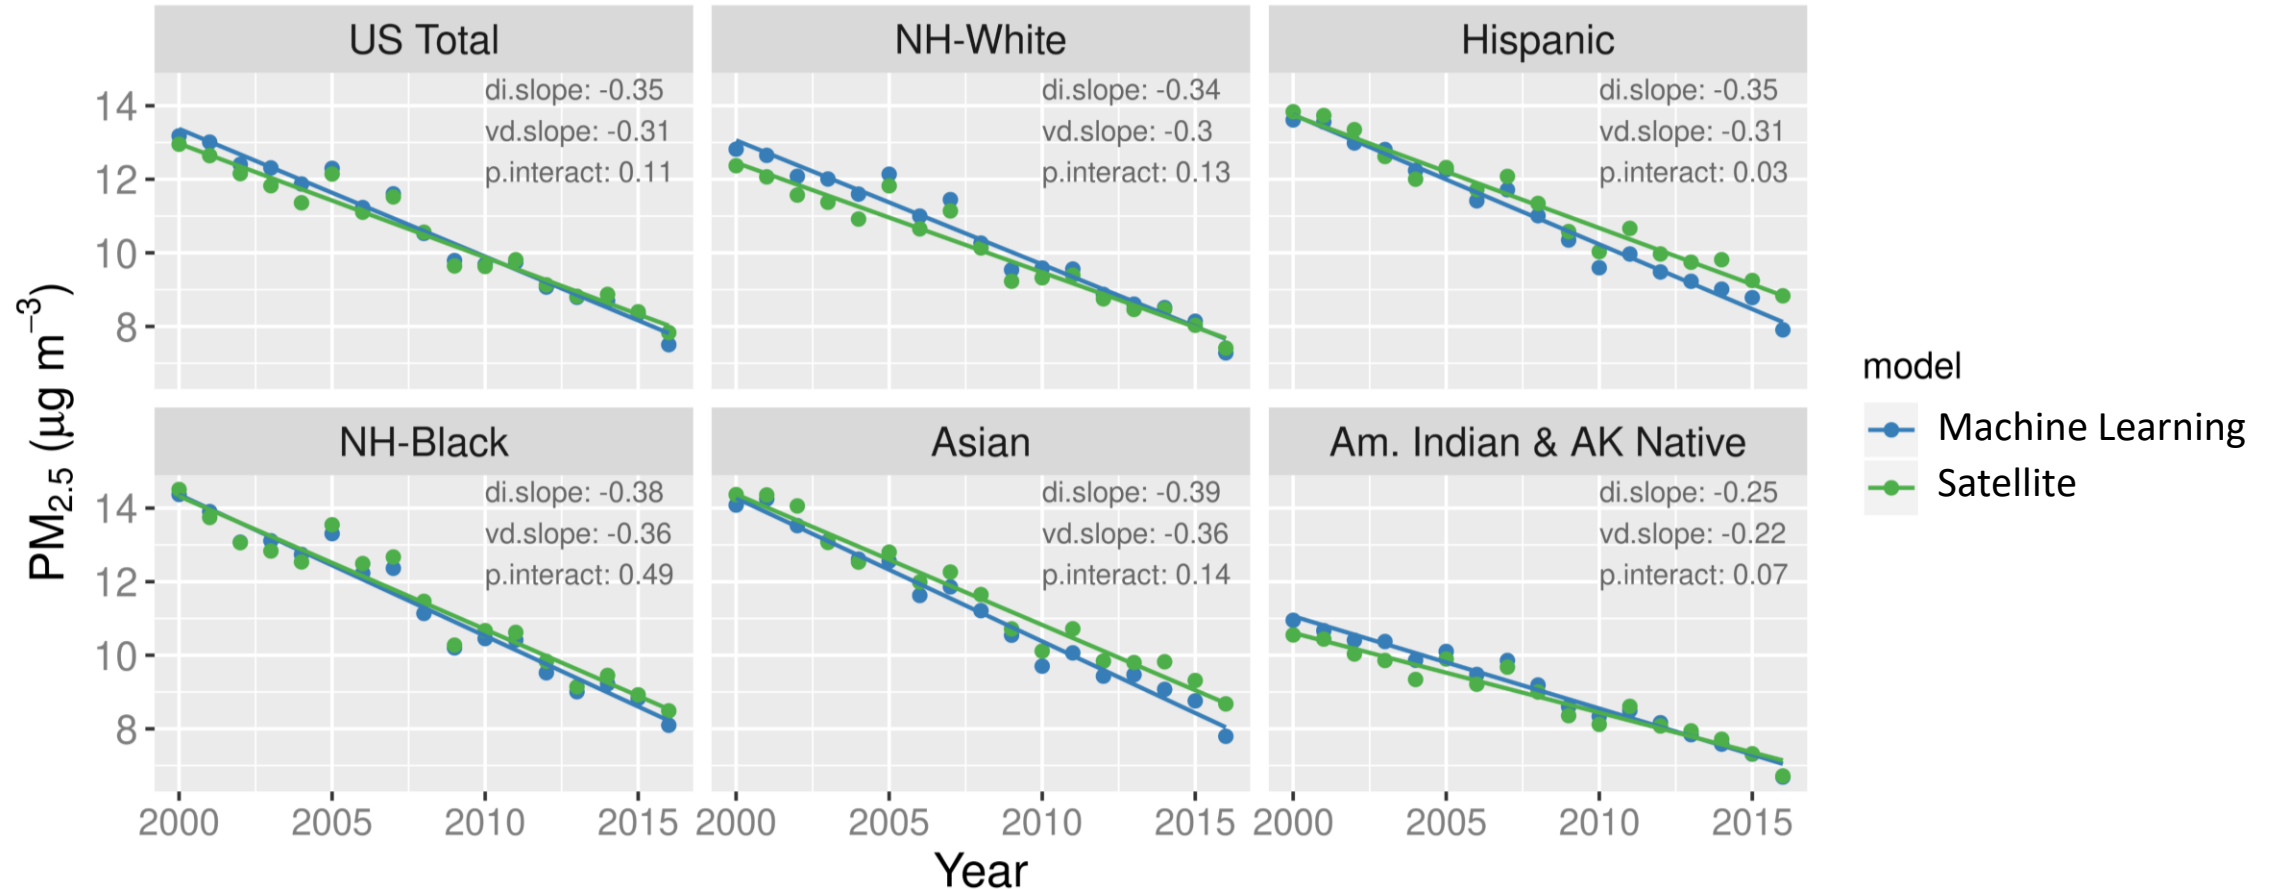 US Total
NH-White
Hispanic
di.slope: -0.35
vd.slope: -0.31
p.interact: 0.11
di.slope: -0.34
vd.slope: -0.3
p.interact: 0.13
di.slope: -0.35
vd.slope: -0.31
p.interact: 0.03
14
12
10
8
NH-Black
Asian
Am. Indian & AK Native
di.slope: -0.38
vd.slope: -0.36
p.interact: 0.49
di.slope: -0.39
vd.slope: -0.36
p.interact: 0.14
di.slope: -0.25
vd.slope: -0.22
p.interact: 0.07
14
12
10
8
2000 2005 2010 2015
2000 2005 2010 2015
2000 2005 2010 2015
Year
PM2.5 (μg m−3)
model
Machine Learning
Satellite